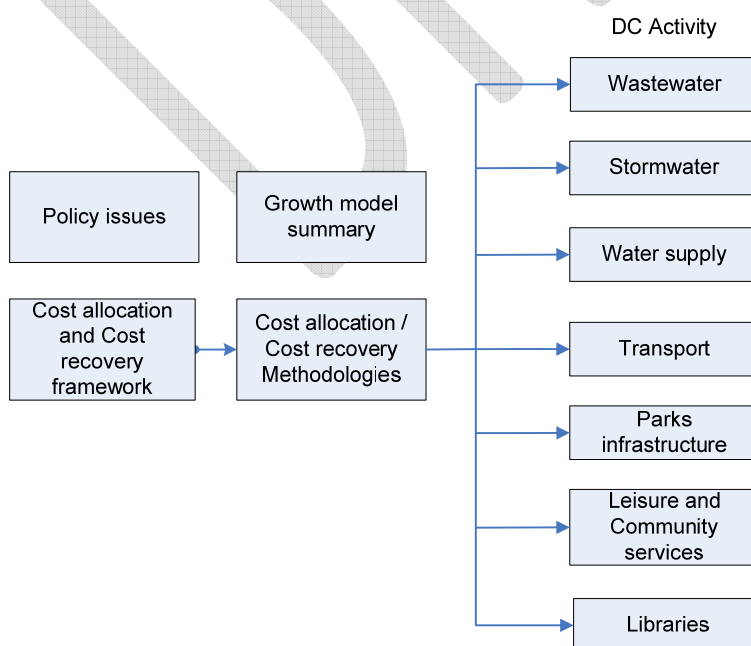 DC Activity
Wastewater
Stormwater
Policy issues
Growth model
summary
Water supply
Cost allocation
and Cost
recovery
framework
Cost allocation /
Cost recovery
Methodologies
Transport
Parks
infrastructure
Leisure and
Community
services
Libraries